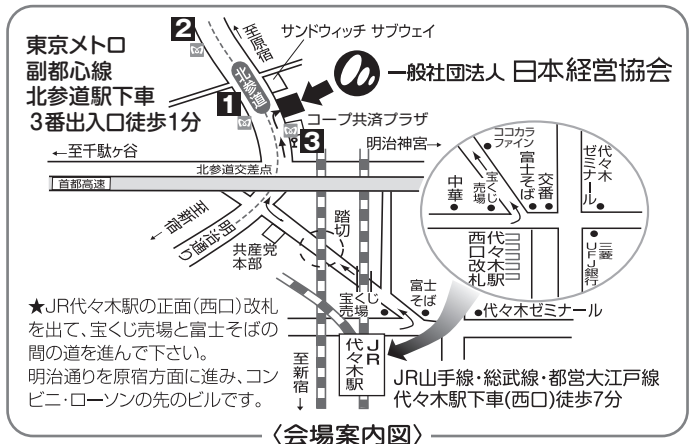 東京メトロ
副都心線
北参道駅下車
3番出入口徒歩1分
2
至原宿
サンドウィッチ サブウェイ
一般社団法人 日本経営協会
北参道
1
3
コープ共済プラザ
←至千駄ヶ谷
明治神宮→
北参道交差点
首都高速
至新宿
明治通り
共産党
本部
踏切
宝くじ
売場
富士
そば
代々木ゼミナール
ココカラ
ファイン
中華
宝くじ
売場
富士そば
交番
代々木
ゼミナール
代々木駅
西口改札
三菱
UFJ銀行
★JR代々木駅の正面(西口)改札
を出て、宝くじ売場と富士そばの
間の道を進んで下さい。
明治通りを原宿方面に進み、コン
ビニ・ローソンの先のビルです。
至新宿
↓
JR
代々木駅
JR山手線・総武線・都営大江戸線
代々木駅下車(西口)徒歩7分
〈会場案内図〉